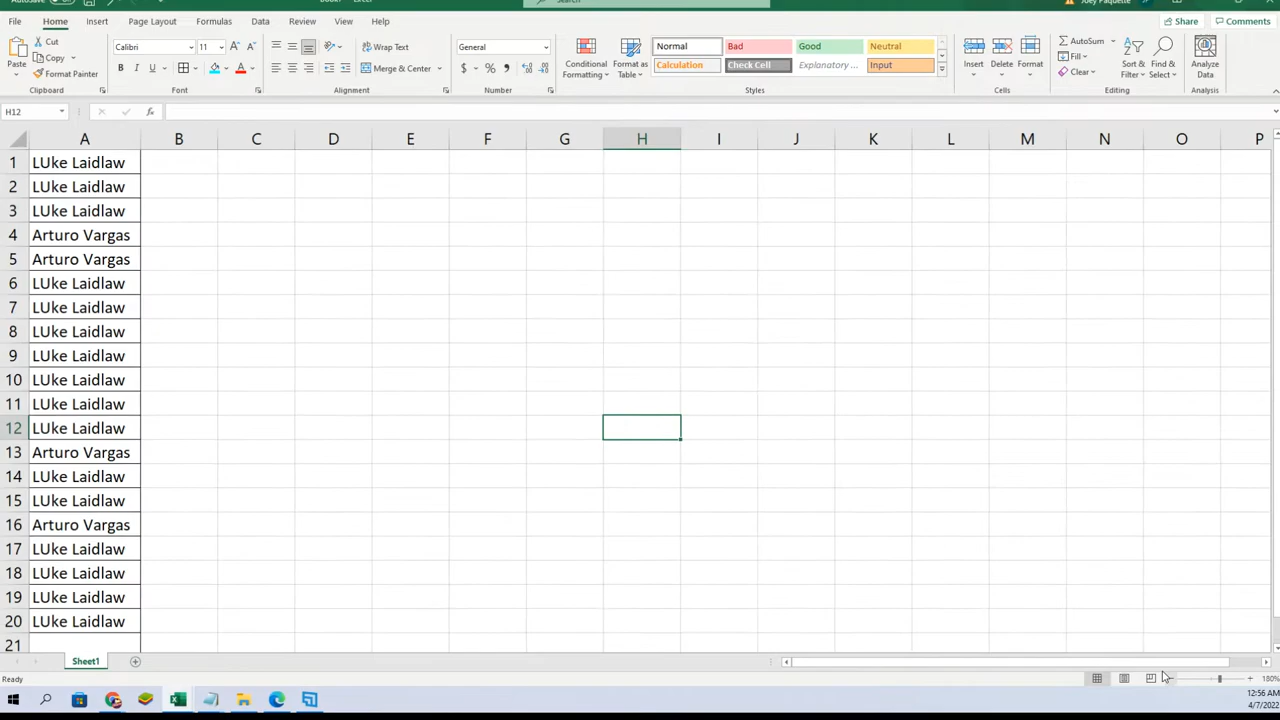 File Home Insert Page Layout Formulas Data Review View Help Share Comments
Paste Cut Copy Format Painter Clipboard
Calibri 11 B I U Font
Wrap Text Merge & Center Alignment
General $ % Number
Conditional Formatting Format as Table
Normal Bad Good Neutral
Calculation Check Cell Explanatory ... Input
Styles
Insert Delete Format Cells
AutoSum Fill Clear Sort & Filter Find & Select Editing
Analyze Data Analysis
H12 fx
A B C D E F G H I J K L M N O P
1 LUke Laidlaw
2 LUke Laidlaw
3 LUke Laidlaw
4 Arturo Vargas
5 Arturo Vargas
6 LUke Laidlaw
7 LUke Laidlaw
8 LUke Laidlaw
9 LUke Laidlaw
10 LUke Laidlaw
11 LUke Laidlaw
12 LUke Laidlaw
13 Arturo Vargas
14 LUke Laidlaw
15 LUke Laidlaw
16 Arturo Vargas
17 LUke Laidlaw
18 LUke Laidlaw
19 LUke Laidlaw
20 LUke Laidlaw
21
Sheet1
Ready 180%
12:56 AM
4/7/2022